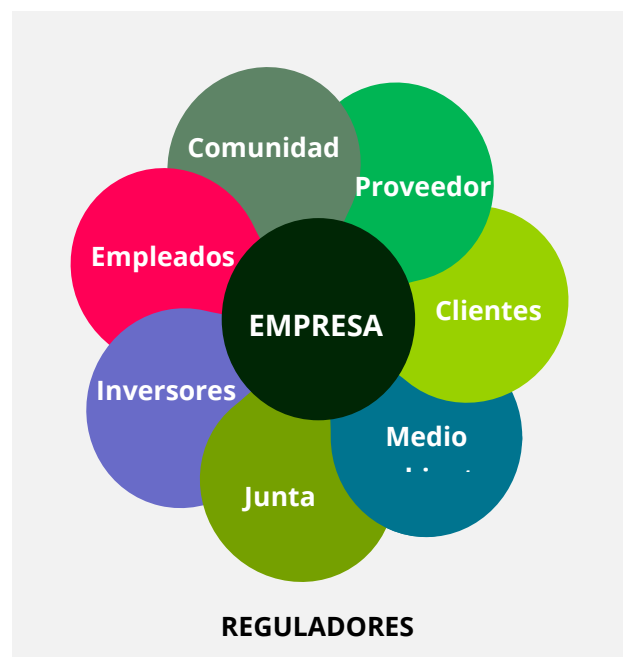 Comunidad
Proveedor
Empleados
Clientes
EMPRESA
Inversores
Medio
Junta
REGULADORES